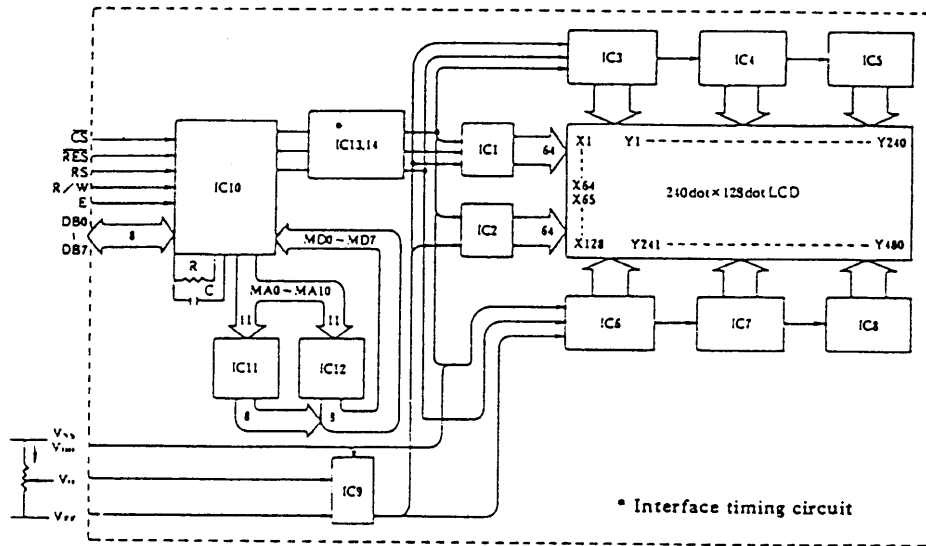 IC3
IC4
IC5
CS
RES
RS
R/W
E
DB0
DB7
8
IC10
* IC13,14
IC1
64
IC2
64
X1
Y1
Y240
X64
X65
240dot×128dot LCD
X128
Y241
Y480
MD0~MD7
R
C
MA0~MA10
11
11
IC11
IC12
8
IC6
IC7
IC8
IC9
* Interface timing circuit